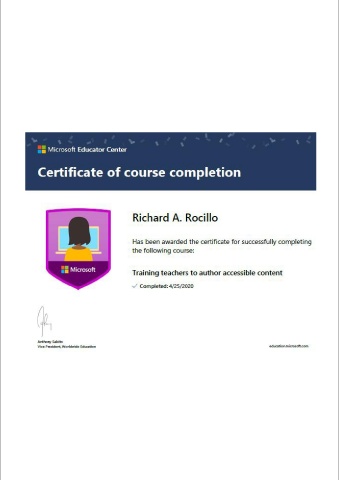 Microsoft Educator Center
Certificate of course completion
Richard A. Rocillo
Has been awarded the certificate for successfully completing
the following course:
Microsoft
Training teachers to author accessible content
Completed: 4/25/2020
Anthony Salcito
Vice President, Worldwide Education
education.microsoft.com